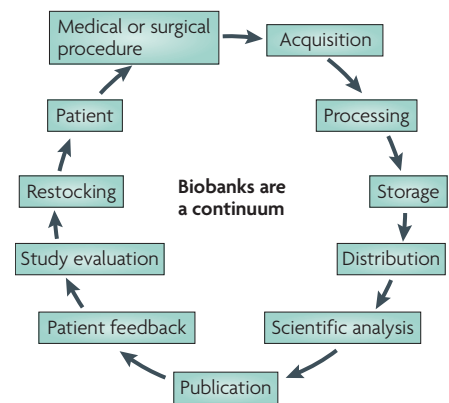 Medical or surgical
procedure
Acquisition
Processing
Storage
Distribution
Scientific analysis
Publication
Patient feedback
Study evaluation
Restocking
Patient
Biobanks are
a continuum